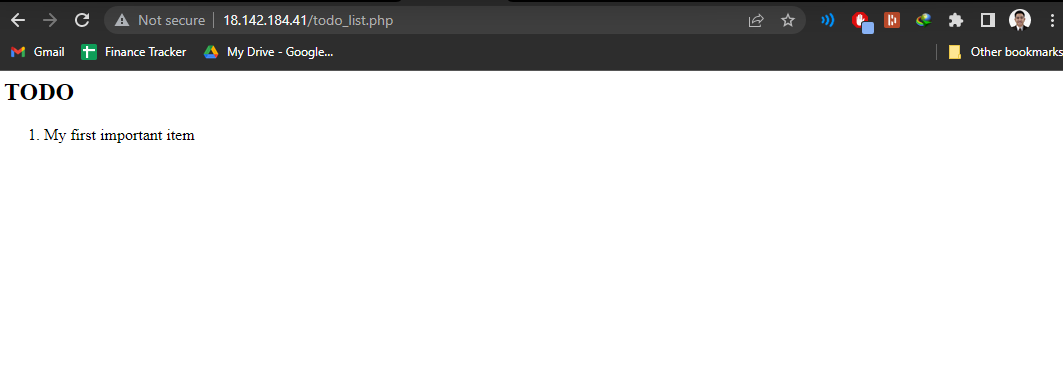 Not secure 18.142.184.41/todo_list.php
Gmail Finance Tracker My Drive - Google... Other bookmarks
TODO
1. My first important item